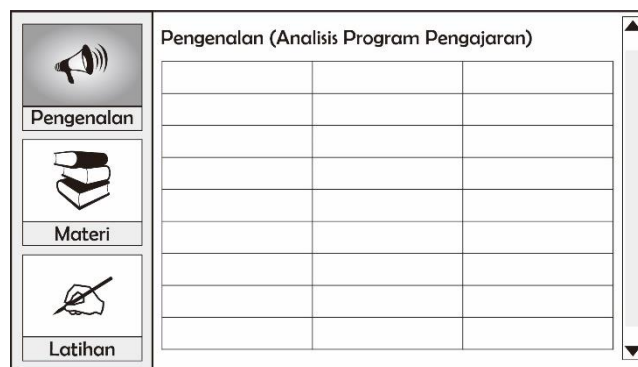 Pengenalan
Materi
Latihan
Pengenalan (Analisis Program Pengajaran)